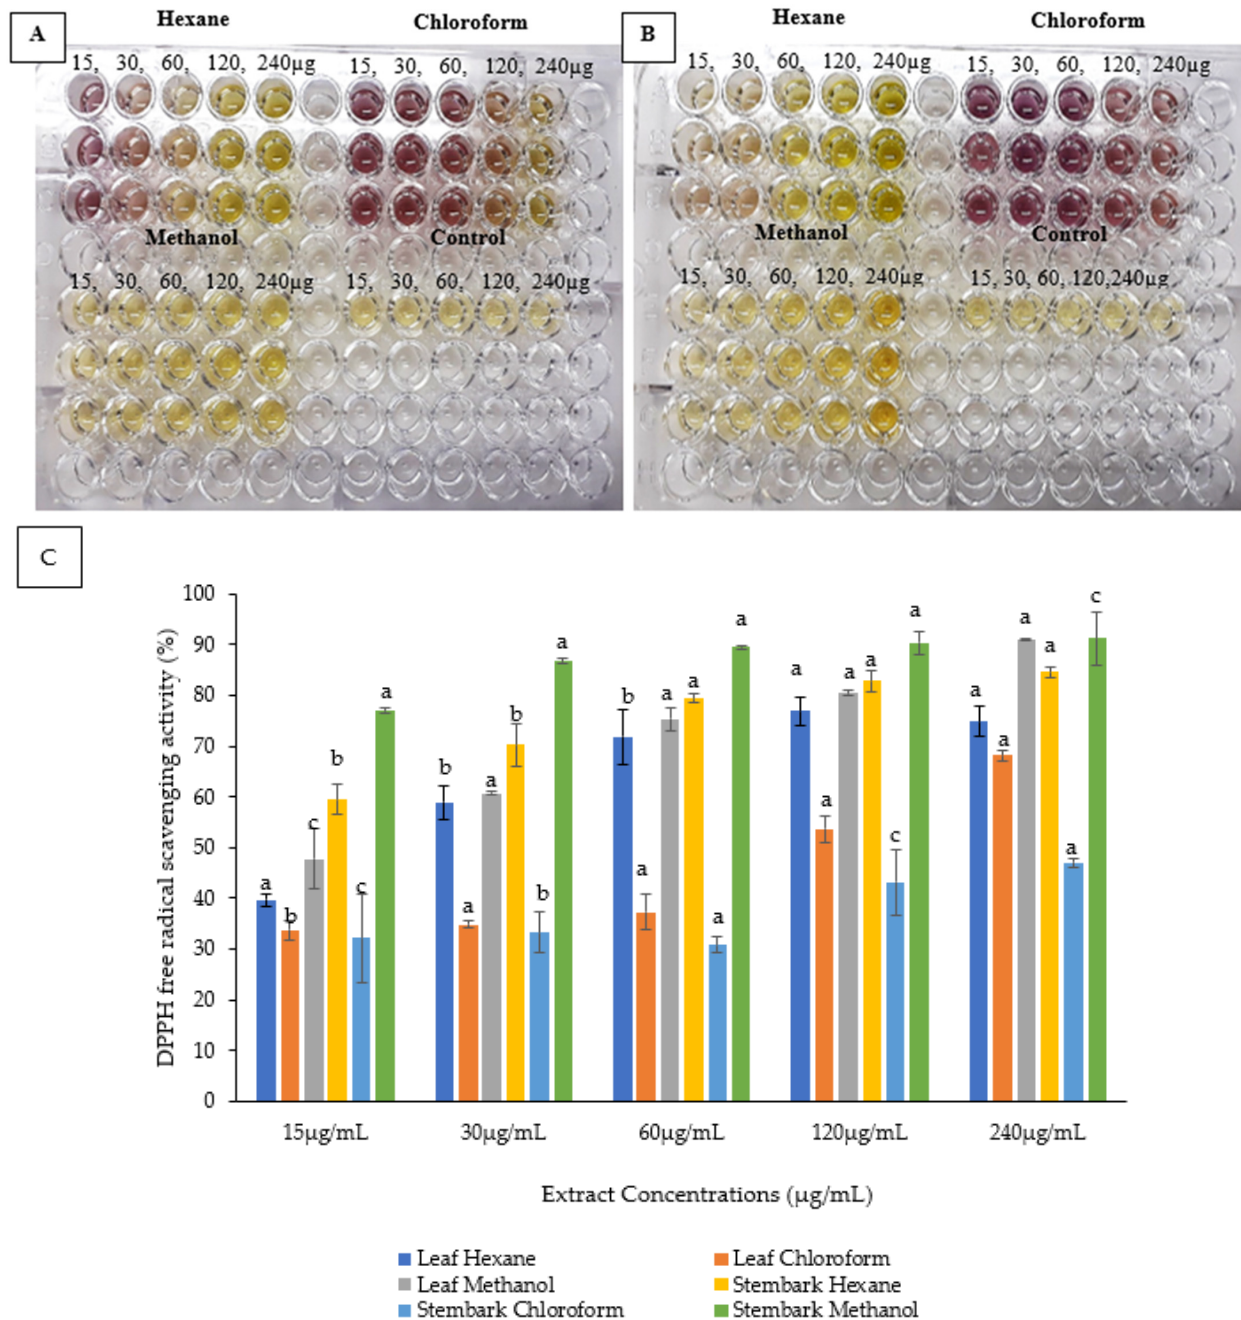 A
Hexane
Chloroform
15, 30, 60, 120, 240µg 15, 30, 60, 120, 240µg
Methanol
Control
15, 30, 60, 120, 240µg 15, 30, 60, 120, 240µg
B
Hexane
Chloroform
15, 30, 60, 120, 240µg 15, 30, 60, 120, 240µg
Methanol
Control
15, 30, 60, 120, 240µg 15, 30, 60, 120,240µg
C
DPPH free radical scavenging activity (%)
100
90
80
70
60
50
40
30
20
10
0
a b c b c a
b a a b b a
b a a a a a
a a a a c a
a a a a a c
15µg/mL 30µg/mL 60µg/mL 120µg/mL 240µg/mL
Extract Concentrations (µg/mL)
Leaf Hexane
Leaf Chloroform
Leaf Methanol
Stembark Hexane
Stembark Chloroform
Stembark Methanol